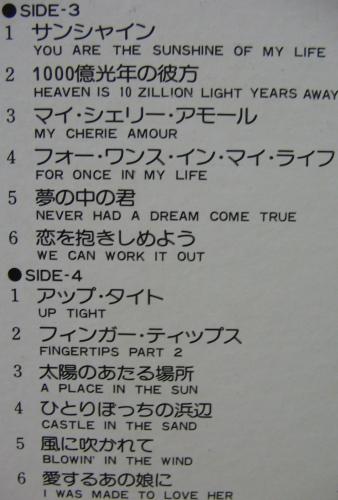 ●SIDE-3
1 サンシャイン
YOU ARE THE SUNSHINE OF MY LIFE
2 1000億光年の彼方
HEAVEN IS 10 ZILLION LIGHT YEARS AWAY
3 マイ・シェリー・アモール
MY CHERIE AMOUR
4 フォー・ワンス・イン・マイ・ライフ
FOR ONCE IN MY LIFE
5 夢の中の君
NEVER HAD A DREAM COME TRUE
6 恋を抱きしめよう
WE CAN WORK IT OUT
●SIDE-4
1 アップ・タイト
UP TIGHT
2 フィンガー・ティップス
FINGERTIPS PART 2
3 太陽のあたる場所
A PLACE IN THE SUN
4 ひとりぼっちの浜辺
CASTLE IN THE SAND
5 風に吹かれて
BLOWIN' IN THE WIND
6 愛するあの娘に
I WAS MADE TO LOVE HER